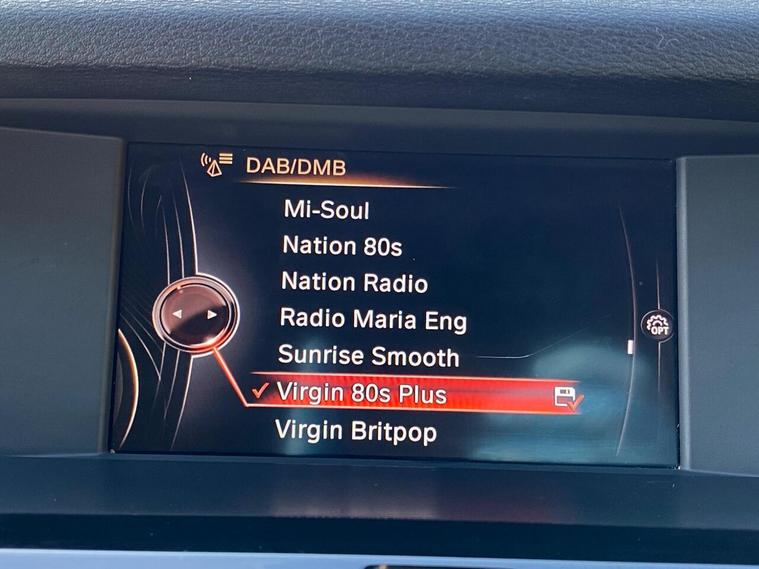 DAB/DMB
Mi-Soul
Nation 80s
Nation Radio
Radio Maria Eng
OPT
Sunrise Smooth
Virgin 80s Plus
Virgin Britpop